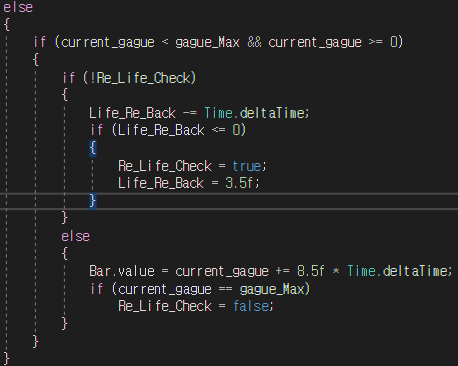 else
{
if (current_gague < gague_Max && current_gague >= 0)
{
if (!Re_Life_Check)
{
Life_Re_Back -= Time.deltaTime;
if (Life_Re_Back <= 0)
{
Re_Life_Check = true;
Life_Re_Back = 3.5f;
}
}
else
{
Bar.value = current_gague += 8.5f * Time.deltaTime;
if (current_gague == gague_Max)
Re_Life_Check = false;
}
}
}